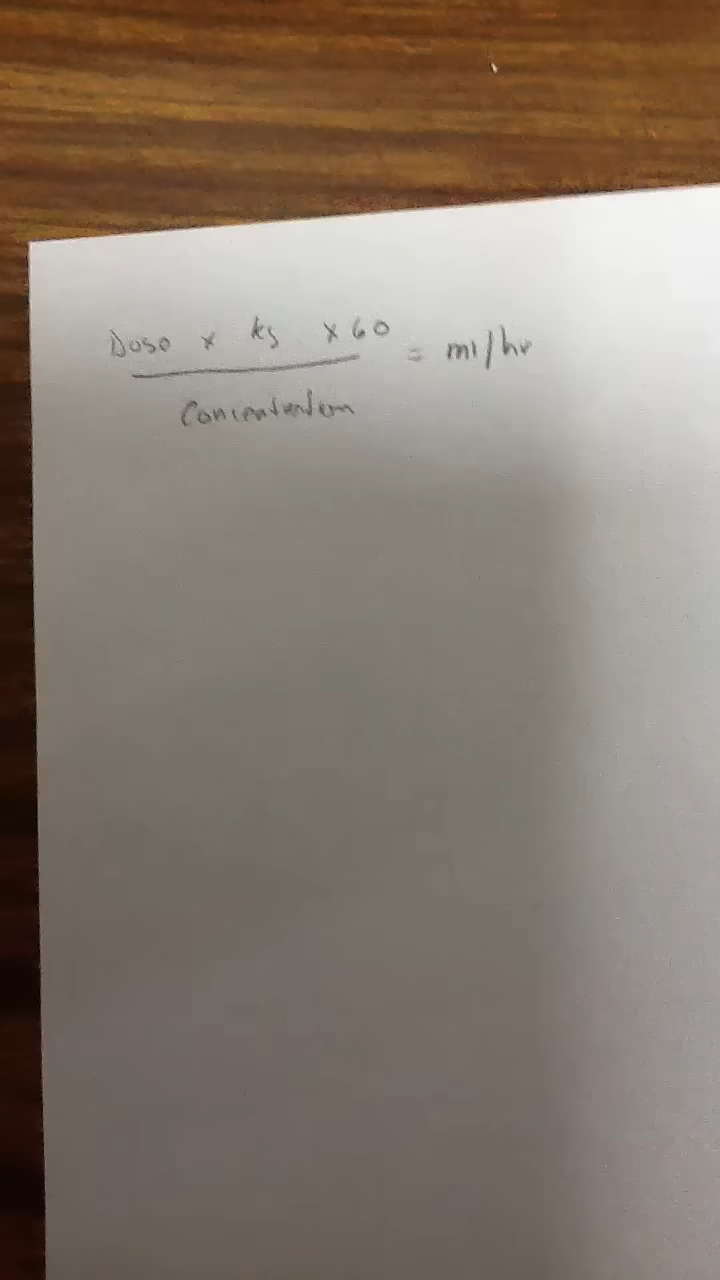 Dose x kg x 60 = ml/hr
Concentration